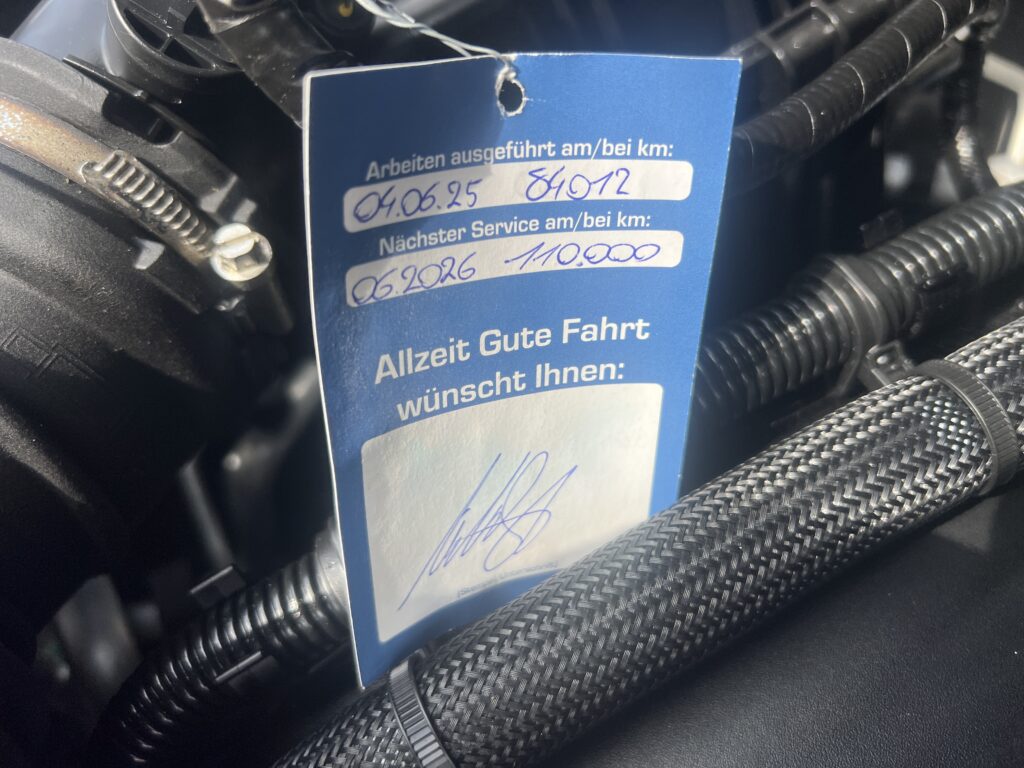 Arbeiten ausgeführt am/bei km:
04.06.25 84012
Nächster Service am/bei km:
06.2026 110.000
Allzeit Gute Fahrt
wünscht Ihnen: